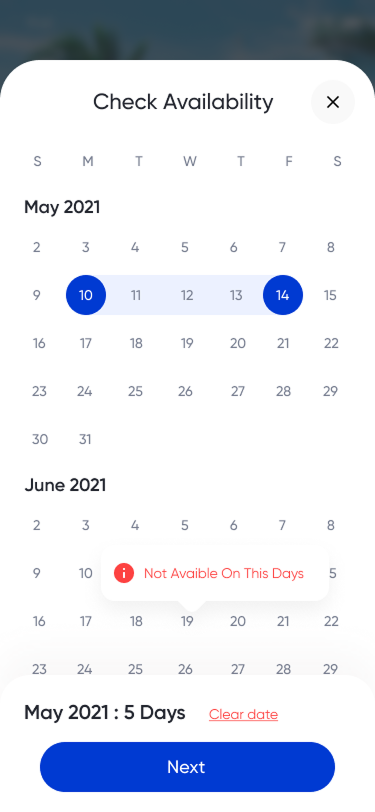 Check Availability
S M T W T F S
May 2021
2 3 4 5 6 7 8
9 10 11 12 13 14 15
16 17 18 19 20 21 22
23 24 25 26 27 28 29
30 31
June 2021
2 3 4 5 6 7 8
9 10 Not Avaible On This Days 5
16 17 18 19 20 21 22
23 24 25 26 27 28 29
May 2021 : 5 Days Clear date
Next